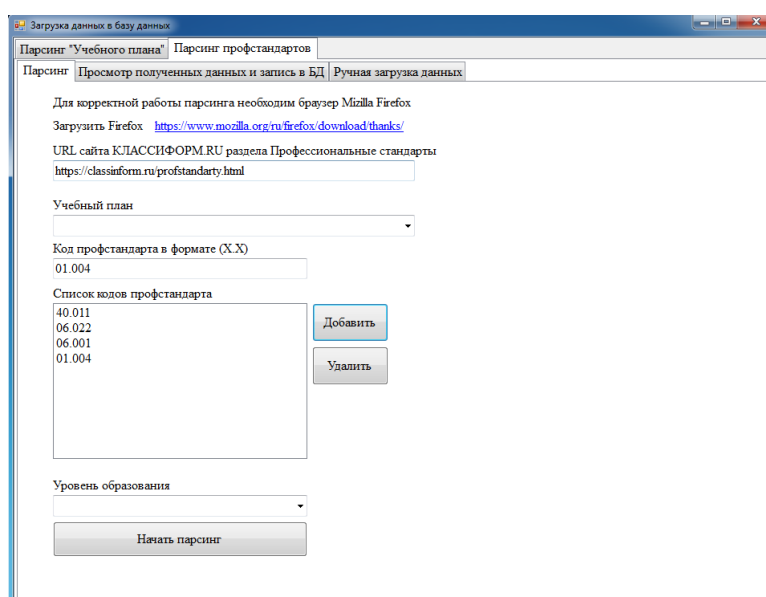 Загрузка данных в базу данных
Парсинг "Учебного плана" Парсинг профстандартов
Парсинг Просмотр полученных данных и запись в БД Ручная загрузка данных
Для корректной работы парсинга необходим браузер Mizilla Firefox
Загрузить Firefox https://www.mozilla.org/ru/firefox/download/thanks/
URL сайта КЛАССИФОРМ.RU раздела Профессиональные стандарты
https://classinform.ru/profstandarty.html
Учебный план
Код профстандарта в формате (X.X)
01.004
Список кодов профстандарта
40.011
06.022
06.001
01.004
Добавить
Удалить
Уровень образования
Начать парсинг